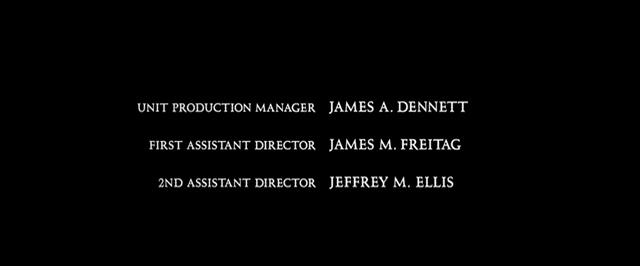 UNIT PRODUCTION MANAGER JAMES A. DENNETT
FIRST ASSISTANT DIRECTOR JAMES M. FREITAG
2ND ASSISTANT DIRECTOR JEFFREY M. ELLIS